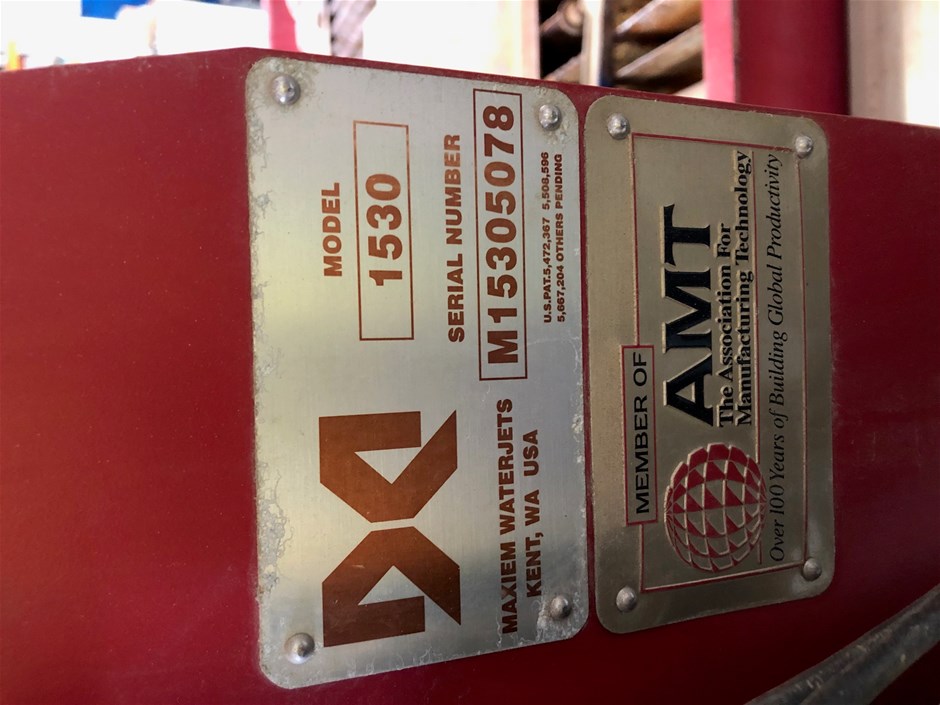 MODEL
1530
SERIAL NUMBER
M15305078
MAXIEM WATERJETS
KENT, WA USA
U.S.PAT.5,472,367 5,508,596
5,667,204 OTHERS PENDING
MEMBER OF
AMT
The Association For
Manufacturing Technology
Over 100 Years of Building Global Productivity